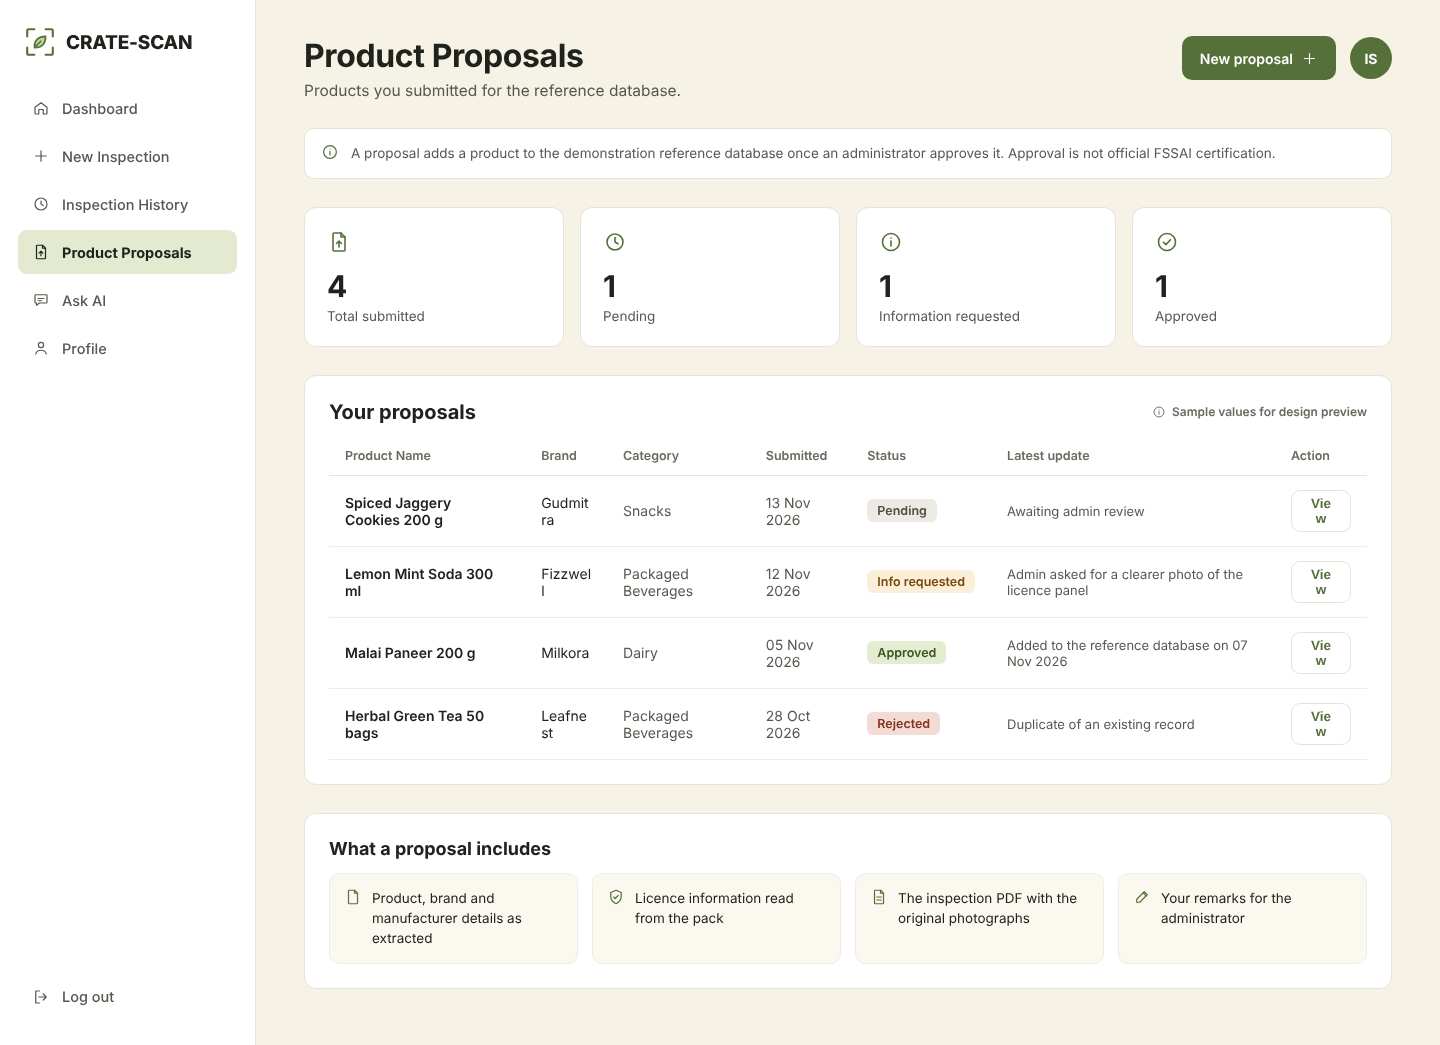 CRATE-SCAN
Dashboard
New Inspection
Inspection History
Product Proposals
Ask AI
Profile
Log out
Product Proposals
Products you submitted for the reference database.
New proposal
IS
A proposal adds a product to the demonstration reference database once an administrator approves it. Approval is not official FSSAI certification.
4
Total submitted
1
Pending
1
Information requested
1
Approved
Your proposals
Sample values for design preview
Product Name Brand Category Submitted Status Latest update Action
Spiced Jaggery
Cookies 200 g
Gudmit
ra
Snacks
13 Nov
2026
Pending
Awaiting admin review
Vie
w
Lemon Mint Soda 300
ml
Fizzwel
l
Packaged
Beverages
12 Nov
2026
Info requested
Admin asked for a clearer photo of the
licence panel
Vie
w
Malai Paneer 200 g
Milkora
Dairy
05 Nov
2026
Approved
Added to the reference database on 07
Nov 2026
Vie
w
Herbal Green Tea 50
bags
Leafne
st
Packaged
Beverages
28 Oct
2026
Rejected
Duplicate of an existing record
Vie
w
What a proposal includes
Product, brand and
manufacturer details as
extracted
Licence information read
from the pack
The inspection PDF with the
original photographs
Your remarks for the
administrator